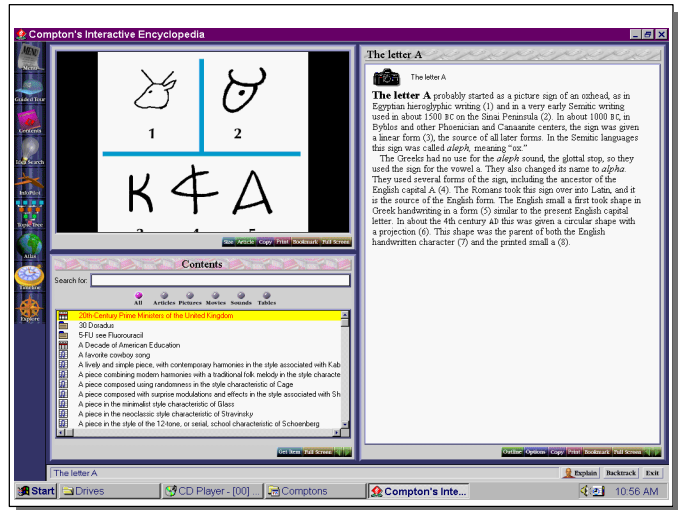 Compton's Interactive Encyclopedia
MENU
Menu
Guided Tour
Contents
Idea Search
InfoPilot
Topic Tree
Atlas
Timeline
Explore
1 2
Size Article Copy Print Bookmark Full Screen
Contents
Search for:
All Articles Pictures Movies Sounds Tables
20th-Century Prime Ministers of the United Kingdom
30 Doradus
5-FU see Fluorouracil
A Decade of American Education
A favorite cowboy song
A lively and simple piece, with contemporary harmonies in the style associated with Kab
A piece combining modern harmonies with a traditional folk melody in the style characte
A piece composed using randomness in the style characteristic of Cage
A piece composed with surprise modulations and effects in the style associated with Sh
A piece in the minimalist style characteristic of Glass
A piece in the neoclassic style characteristic of Stravinsky
A piece in the style of the 12-tone, or serial, school characteristic of Schoenberg
Get Item Full Screen
The letter A
The letter A
The letter A probably started as a picture sign of an oxhead, as in
Egyptian hieroglyphic writing (1) and in a very early Semitic writing
used in about 1500 BC on the Sinai Peninsula (2). In about 1000 BC, in
Byblos and other Phoenician and Canaanite centers, the sign was given
a linear form (3), the source of all later forms. In the Semitic languages
this sign was called aleph, meaning "ox."
The Greeks had no use for the aleph sound, the glottal stop, so they
used the sign for the vowel a. They also changed its name to alpha.
They used several forms of the sign, including the ancestor of the
English capital A (4). The Romans took this sign over into Latin, and it
is the source of the English form. The English small a first took shape in
Greek handwriting in a form (5) similar to the present English capital
letter. In about the 4th century AD this was given a circular shape with
a projection (6). This shape was the parent of both the English
handwritten character (7) and the printed small a (8).
Outline Options Copy Print Bookmark Full Screen
The letter A
Explain Backtrack Exit
Start Drives CD Player - [00] ... Comptons Compton's Inte... 10:56 AM